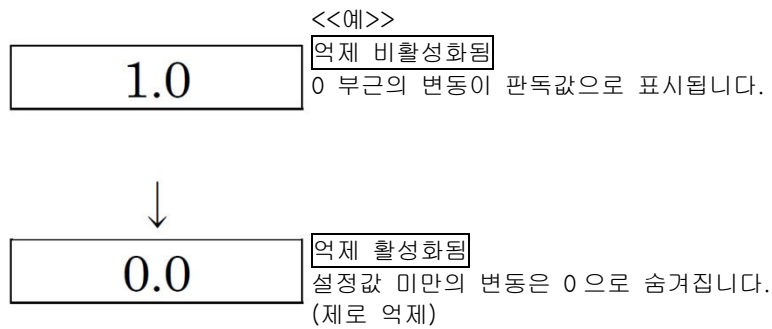 <<예>>
억제 비활성화됨
1.0
0 부근의 변동이 판독값으로 표시됩니다.
↓
억제 활성화됨
0.0
설정값 미만의 변동은 0 으로 숨겨집니다.
(제로 억제)